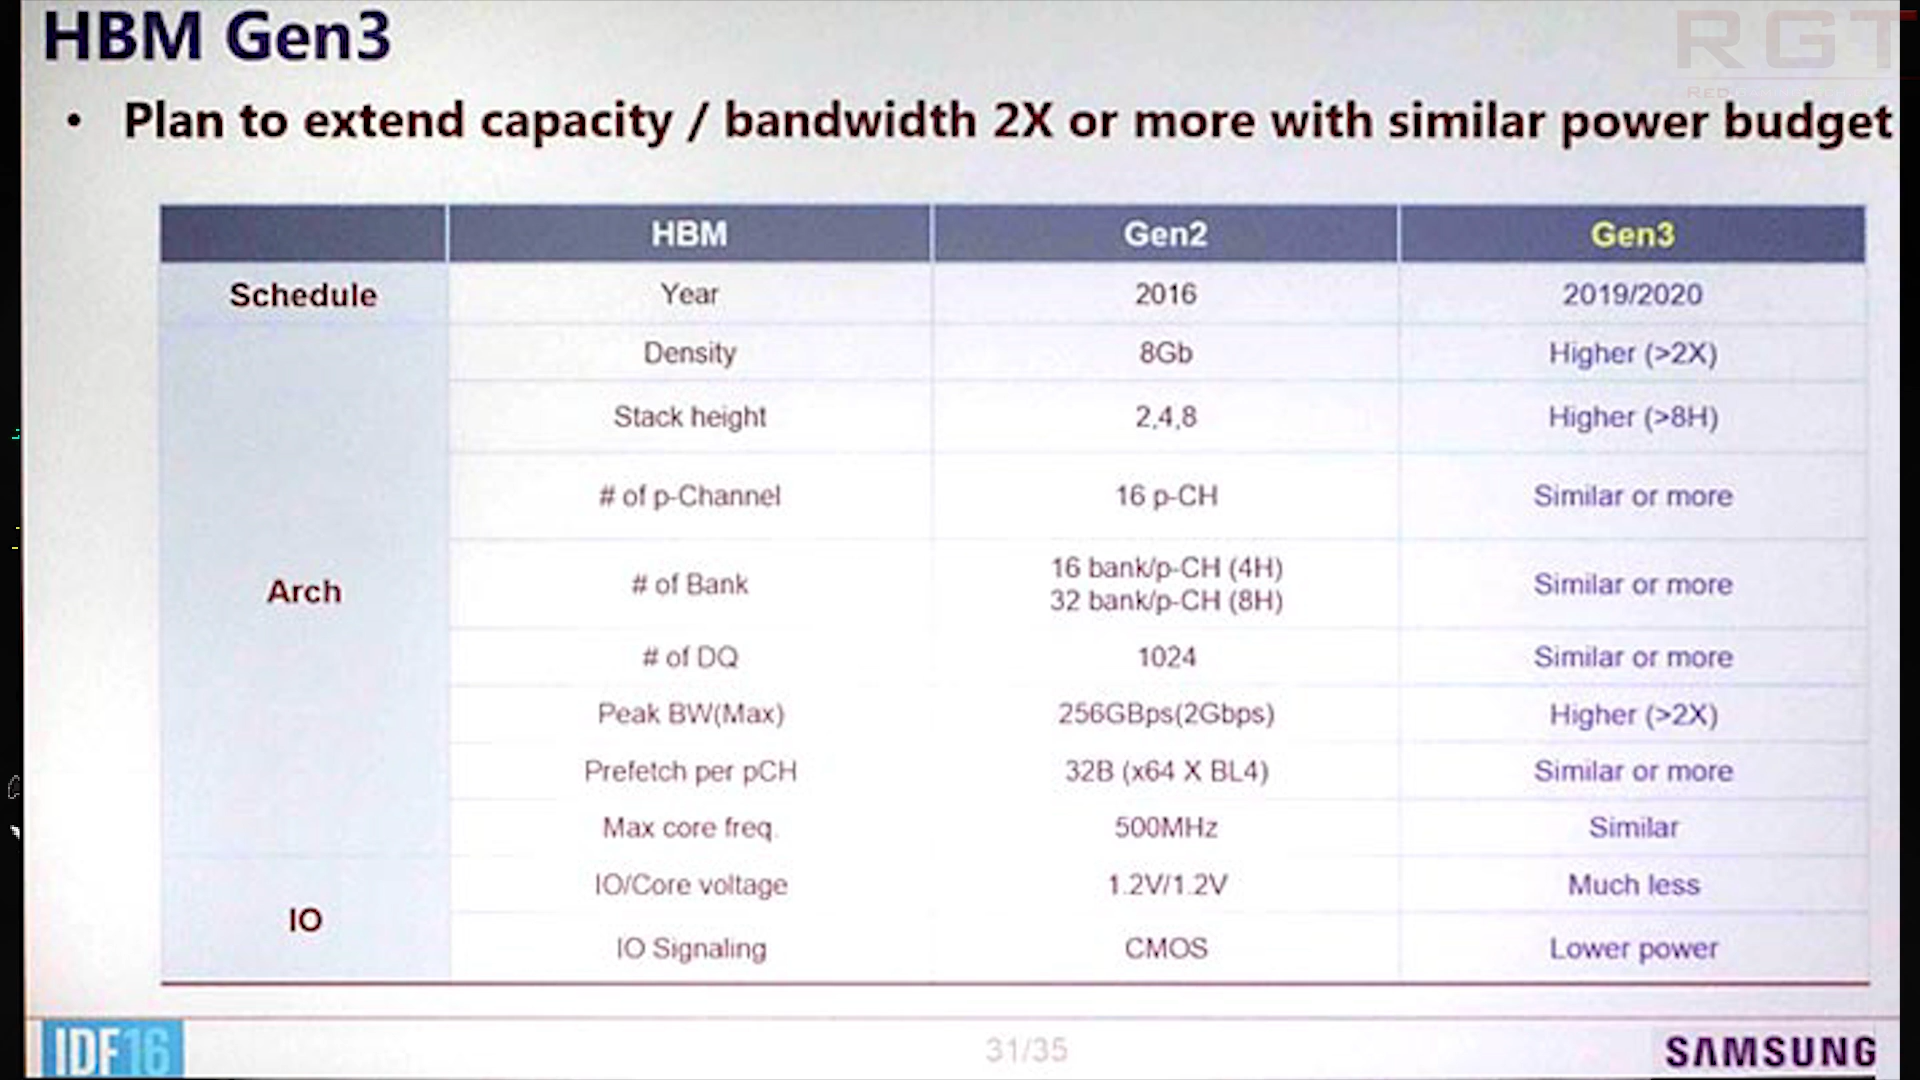 HBM Gen3
RGT
RED
• Plan to extend capacity / bandwidth 2X or more with similar power budget
HBM Gen2 Gen3
Schedule Year 2016 2019/2020
Density 8Gb Higher (>2X)
Stack height 2,4,8 Higher (>8H)
# of p-Channel 16 p-CH Similar or more
Arch # of Bank 16 bank/p-CH (4H) Similar or more
32 bank/p-CH (8H)
# of DQ 1024 Similar or more
Peak BW(Max) 256GBps(2Gbps) Higher (>2X)
Prefetch per pCH 32B (x64 X BL4) Similar or more
Max core freq. 500MHz Similar
IO IO/Core voltage 1.2V/1.2V Much less
IO Signaling CMOS Lower power
IDF16 31/35 SAMSUNG